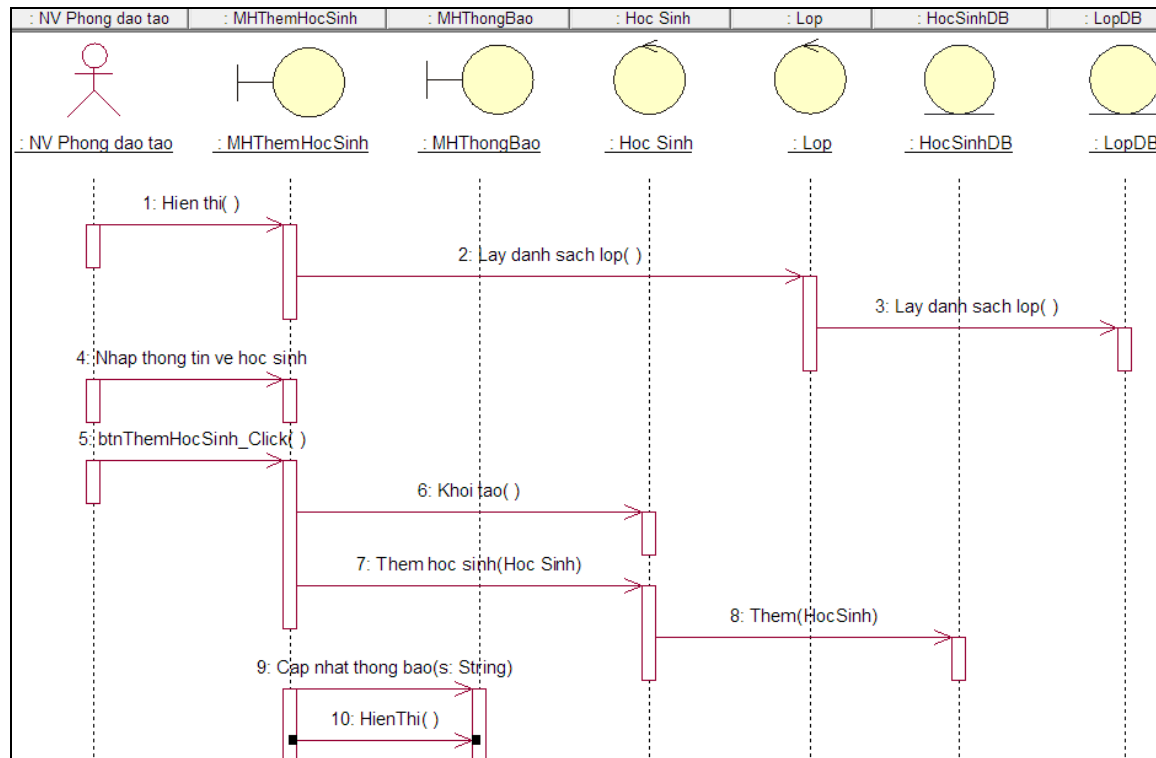 : NV Phong dao tao : MHThemHocSinh : MHThongBao : Hoc Sinh : Lop : HocSinhDB : LopDB
: NV Phong dao tao : MHThemHocSinh : MHThongBao : Hoc Sinh : Lop : HocSinhDB : LopDB
1: Hien thi( )
2: Lay danh sach lop( )
3: Lay danh sach lop( )
4: Nhap thong tin ve hoc sinh
5: btnThemHocSinh_Click( )
6: Khoi tao( )
7: Them hoc sinh(Hoc Sinh)
8: Them(HocSinh)
9: Cap nhat thong bao(s: String)
10: HienThi( )